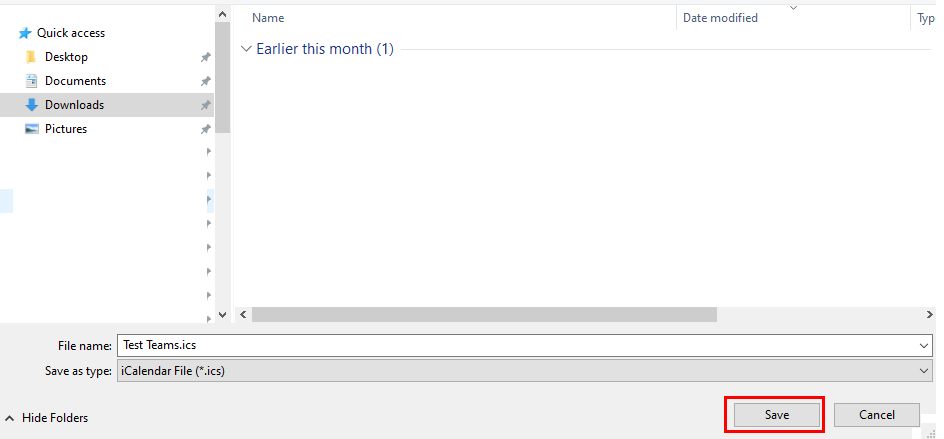 Name Date modified Typ
Quick access
Desktop
Documents
Downloads
Pictures
Earlier this month (1)
File name: Test Teams.ics
Save as type: iCalendar File (*.ics)
Hide Folders Save Cancel